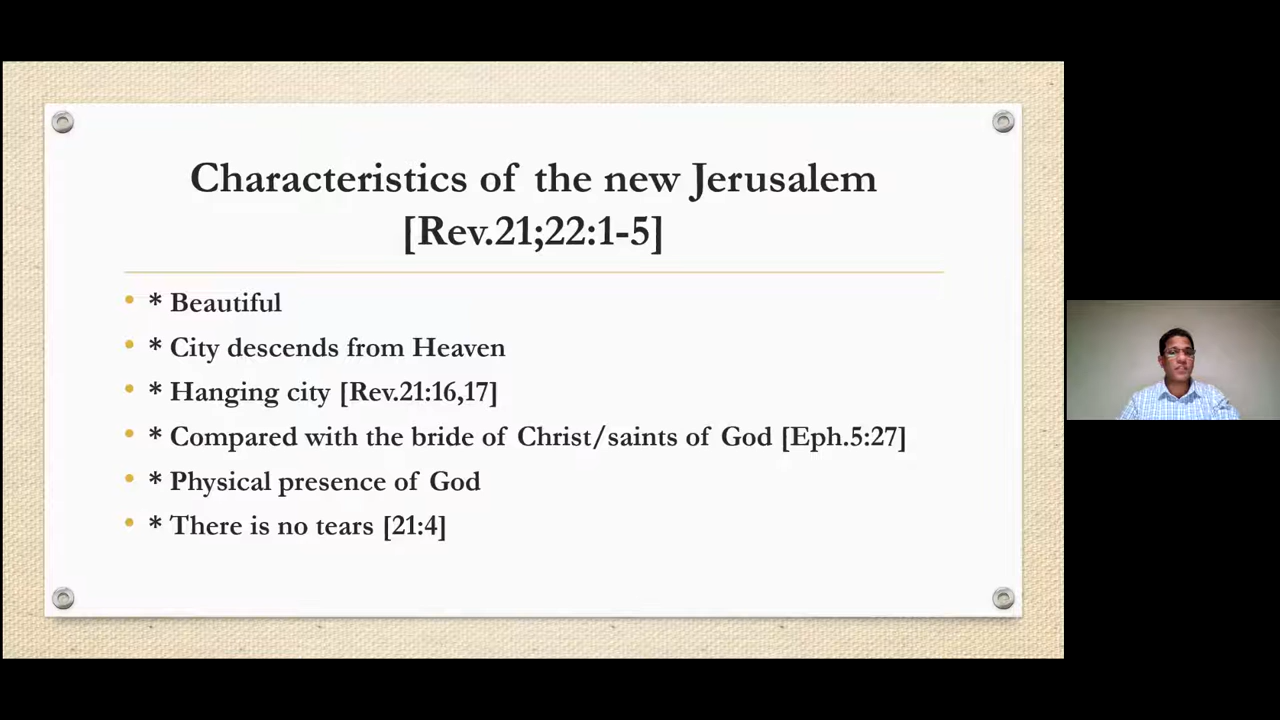 Characteristics of the new Jerusalem
[Rev.21;22:1-5]
• * Beautiful
• * City descends from Heaven
• * Hanging city [Rev.21:16,17]
• * Compared with the bride of Christ/saints of God [Eph.5:27]
• * Physical presence of God
• * There is no tears [21:4]